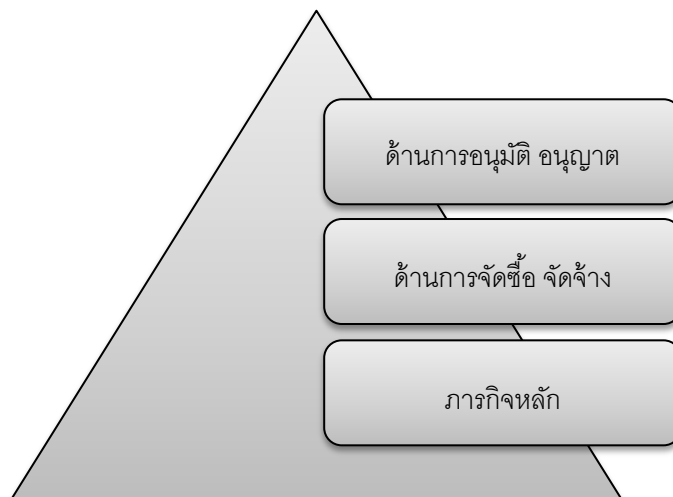 ด้านการอนุมัติ อนุญาต
ด้านการจัดซื้อ จัดจ้าง
ภารกิจหลัก